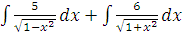 ∫ 5/√(1−x²) dx + ∫ 6/√(1+x²) dx